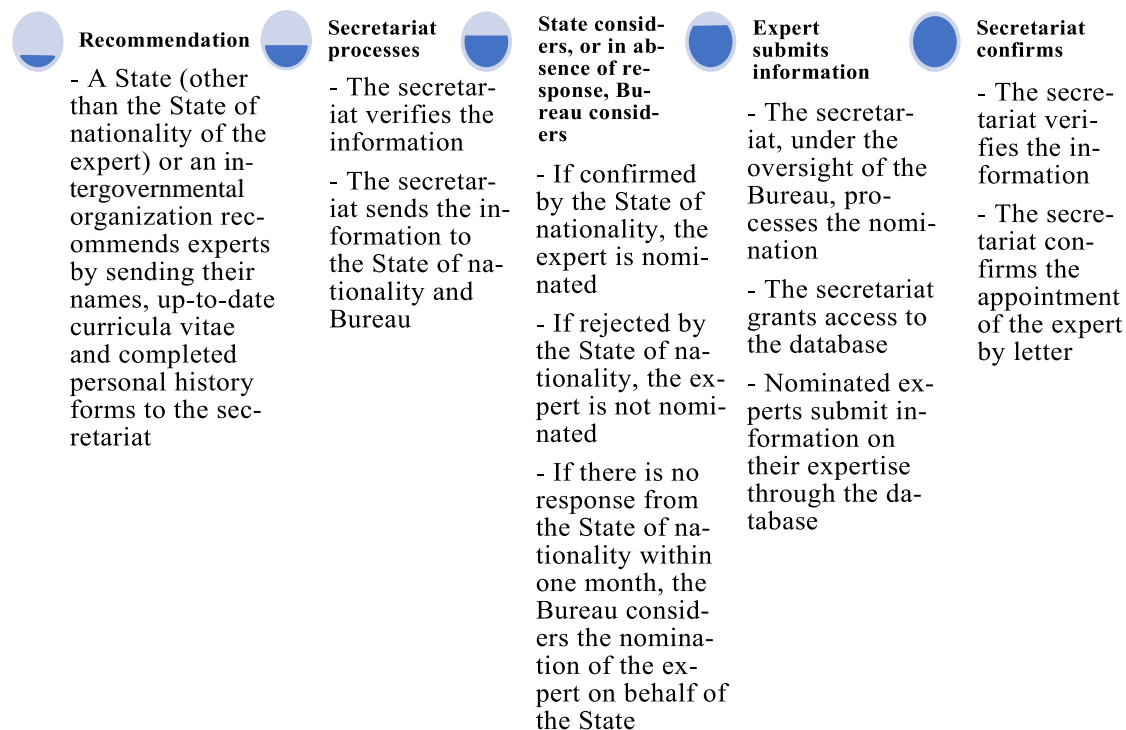 Recommendation
- A State (other
than the State of
nationality of the
expert) or an in-
tergovernmental
organization rec-
ommends experts
by sending their
names, up-to-date
curricula vitae
and completed
personal history
forms to the sec-
retariat
Secretariat
processes
- The secretar-
iat verifies the
information
- The secretar-
iat sends the in-
formation to
the State of na-
tionality and
Bureau
State consid-
ers, or in ab-
sence of re-
sponse, Bu-
reau consid-
ers
- If confirmed
by the State of
nationality, the
expert is nomi-
nated
- If rejected by
the State of na-
tionality, the ex-
pert is not nomi-
nated
- If there is no
response from
the State of na-
tionality within
one month, the
Bureau consid-
ers the nomina-
tion of the ex-
pert on behalf of
the State
Expert
submits
information
- The secretar-
iat, under the
oversight of the
Bureau, pro-
cesses the nomi-
nation
- The secretariat
grants access to
the database
- Nominated ex-
perts submit in-
formation on
their expertise
through the da-
tabase
Secretariat
confirms
- The secre-
tariat veri-
fies the in-
formation
- The secre-
tariat con-
firms the
appointment
of the expert
by letter